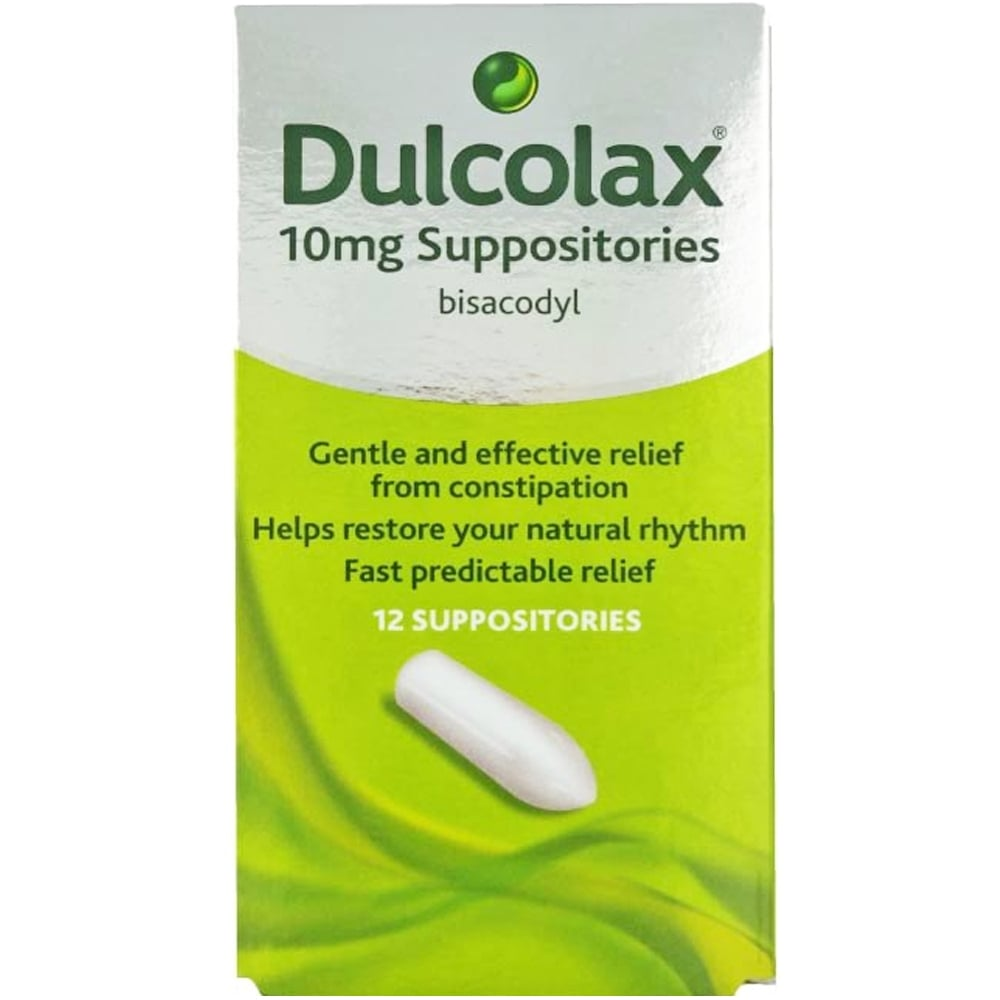 Dulcolax®
10mg Suppositories
bisacodyl
Gentle and effective relief
from constipation
Helps restore your natural rhythm
Fast predictable relief
12 SUPPOSITORIES